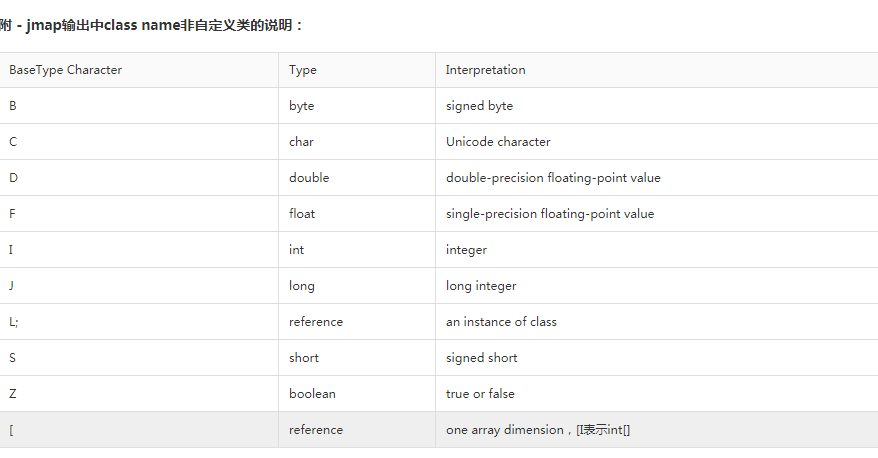 附 - jmap输出中class name非自定义类的说明：
BaseType Character Type Interpretation
B byte signed byte
C char Unicode character
D double double-precision floating-point value
F float single-precision floating-point value
I int integer
J long long integer
L; reference an instance of class
S short signed short
Z boolean true or false
[ reference one array dimension，[I表示int[]